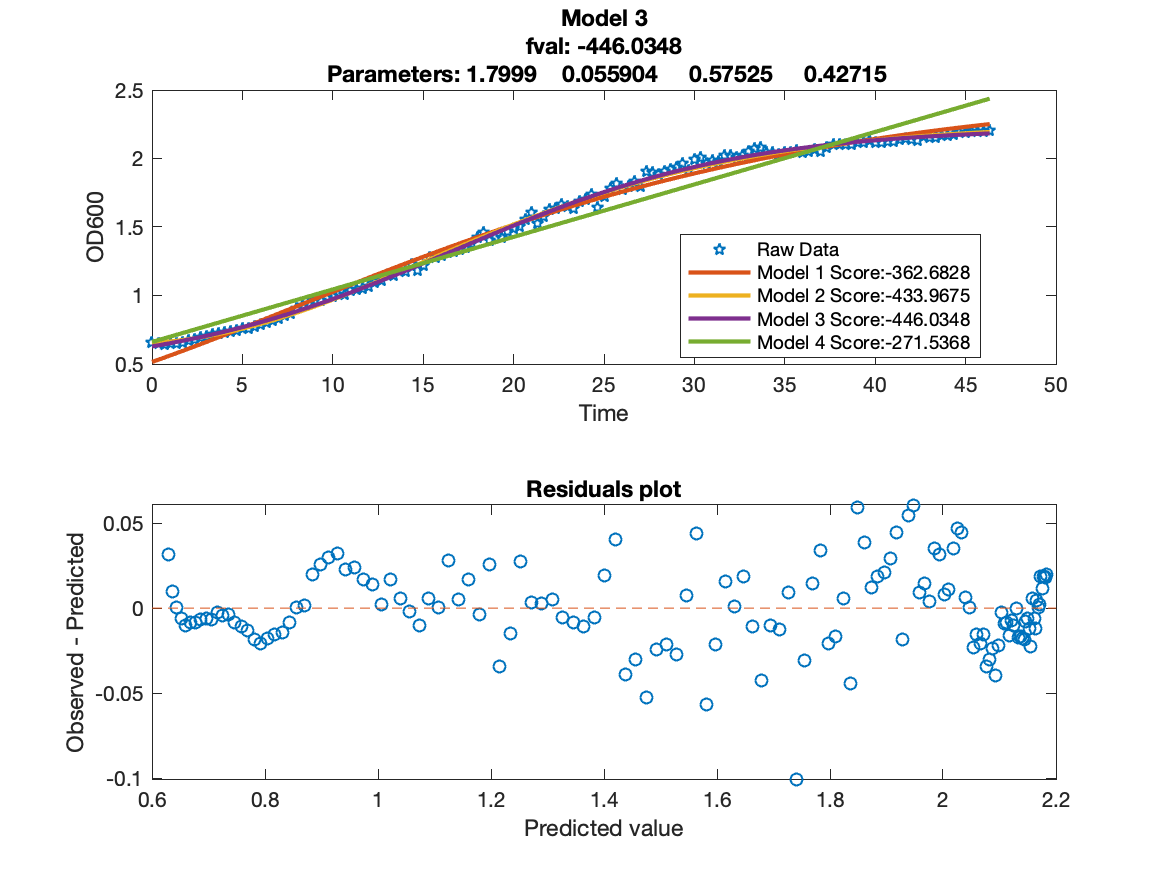 Model 3
fval: -446.0348
Parameters: 1.7999 0.055904 0.57525 0.42715
2.5
2
1.5
1
0.5
OD600
0 5 10 15 20 25 30 35 40 45 50
Time
Raw Data
Model 1 Score:-362.6828
Model 2 Score:-433.9675
Model 3 Score:-446.0348
Model 4 Score:-271.5368
Residuals plot
0.05
0
-0.05
-0.1
Observed - Predicted
0.6 0.8 1 1.2 1.4 1.6 1.8 2 2.2
Predicted value